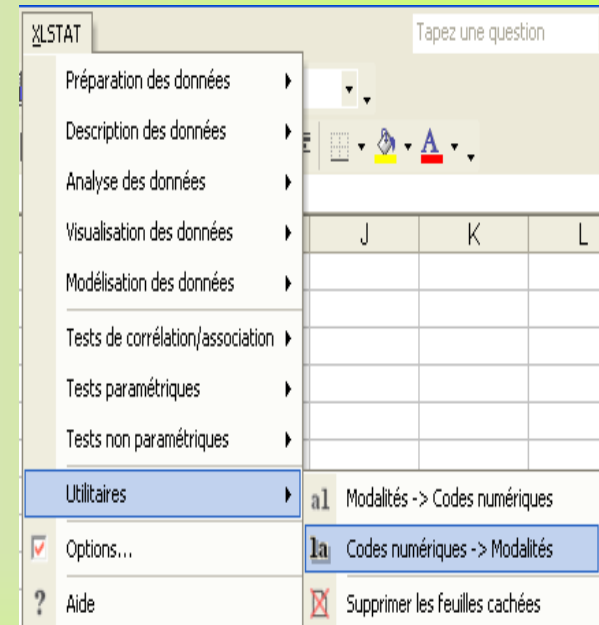 XLSTAT
Tapez une question
Préparation des données
Description des données
A
Analyse des données
Visualisation des données
J K L
Modélisation des données
Tests de corrélation/association
Tests paramétriques
Tests non paramétriques
Utilitaires
a1 Modalités -> Codes numériques
Options...
1a Codes numériques -> Modalités
? Aide
Supprimer les feuilles cachées